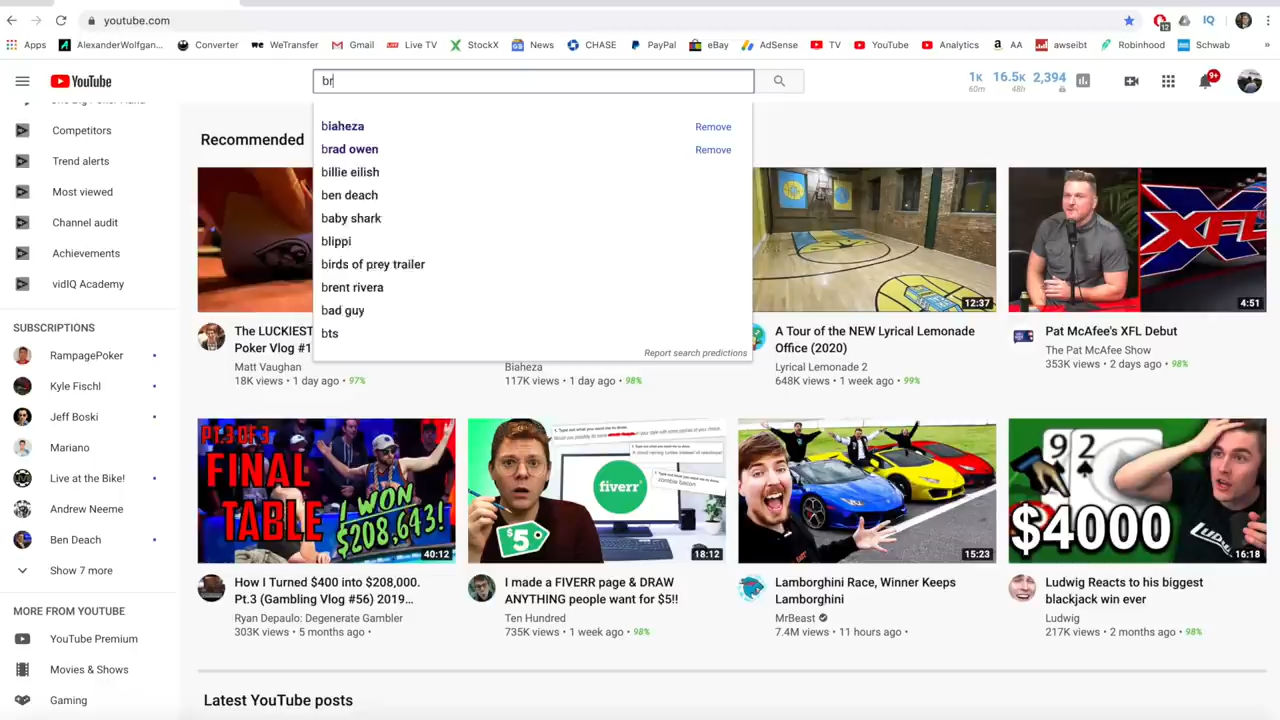 youtube.com
12
IQ
Apps
AlexanderWolfgan...
Converter
WeTransfer
Gmail
Live TV
StockX
News
CHASE
PayPal
eBay
AdSense
TV
YouTube
Analytics
AA
awseibt
Robinhood
Schwab
»
YouTube
br
1K
60m
16.5K
48h
2,394
9+
biaheza Remove
brad owen Remove
billie eilish
ben deach
baby shark
blippi
birds of prey trailer
brent rivera
bad guy
bts
Report search predictions
Competitors
Trend alerts
Most viewed
Channel audit
Achievements
vidIQ Academy
SUBSCRIPTIONS
RampagePoker
Kyle Fischl
Jeff Boski
Mariano
Live at the Bike!
Andrew Neeme
Ben Deach
Show 7 more
MORE FROM YOUTUBE
YouTube Premium
Movies & Shows
Gaming
Recommended
The LUCKIEST
Poker Vlog #1
Matt Vaughan
18K views • 1 day ago • 97%
Biaheza
117K views • 1 day ago • 98%
12:37
A Tour of the NEW Lyrical Lemonade
Office (2020)
Lyrical Lemonade 2
648K views • 1 week ago • 99%
XFL
4:51
Pat McAfee's XFL Debut
The Pat McAfee Show
353K views • 2 days ago • 98%
PT.3 OF 3
FINAL
TABLE
I WON
$208,643!
40:12
How I Turned $400 into $208,000.
Pt.3 (Gambling Vlog #56) 2019...
Ryan Depaulo: Degenerate Gambler
303K views • 5 months ago •
fiverr
$5
zombie bacon
18:12
I made a FIVERR page & DRAW
ANYTHING people want for $5!!
Ten Hundred
735K views • 1 week ago • 98%
15:23
Lamborghini Race, Winner Keeps
Lamborghini
MrBeast
7.4M views • 11 hours ago •
9 2
$4000
16:18
Ludwig Reacts to his biggest
blackjack win ever
Ludwig
217K views • 2 months ago • 98%
Latest YouTube posts